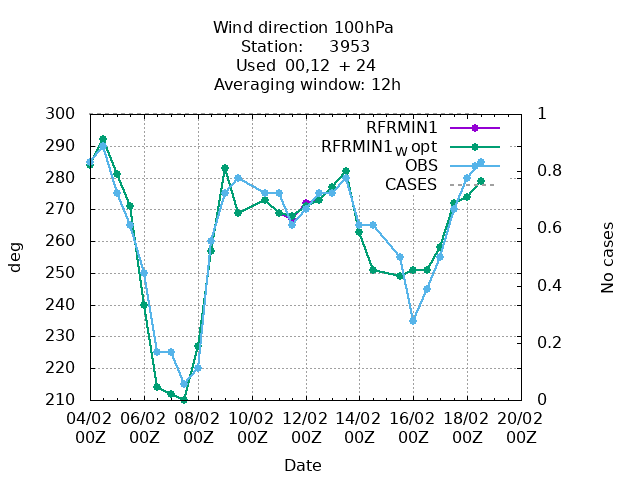 Wind direction 100hPa
Station: 3953
Used 00,12 + 24
Averaging window: 12h
300
290
280
270
260
250
240
230
220
210
deg
1
0.8
0.6
0.4
0.2
0
No cases
RFRMIN1
RFRMIN1w opt
OBS
CASES
04/02 06/02 08/02 10/02 12/02 14/02 16/02 18/02 20/02
00Z 00Z 00Z 00Z 00Z 00Z 00Z 00Z 00Z
Date